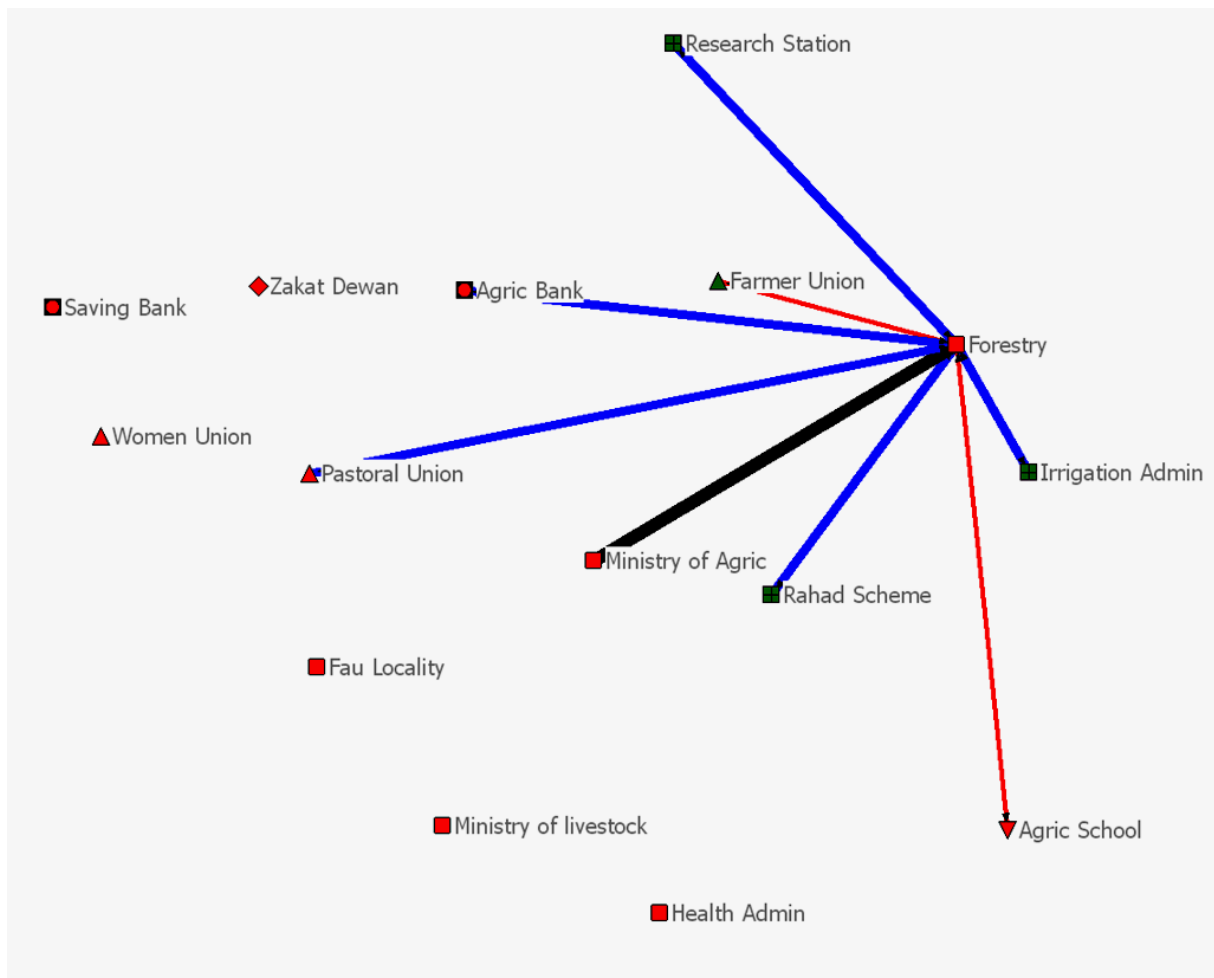 Research Station
Farmer Union
Zakat Dewan
Agric Bank
Saving Bank
Forestry
Women Union
Pastoral Union
Irrigation Admin
Ministry of Agric
Rahad Scheme
Fau Locality
Ministry of livestock
Agric School
Health Admin